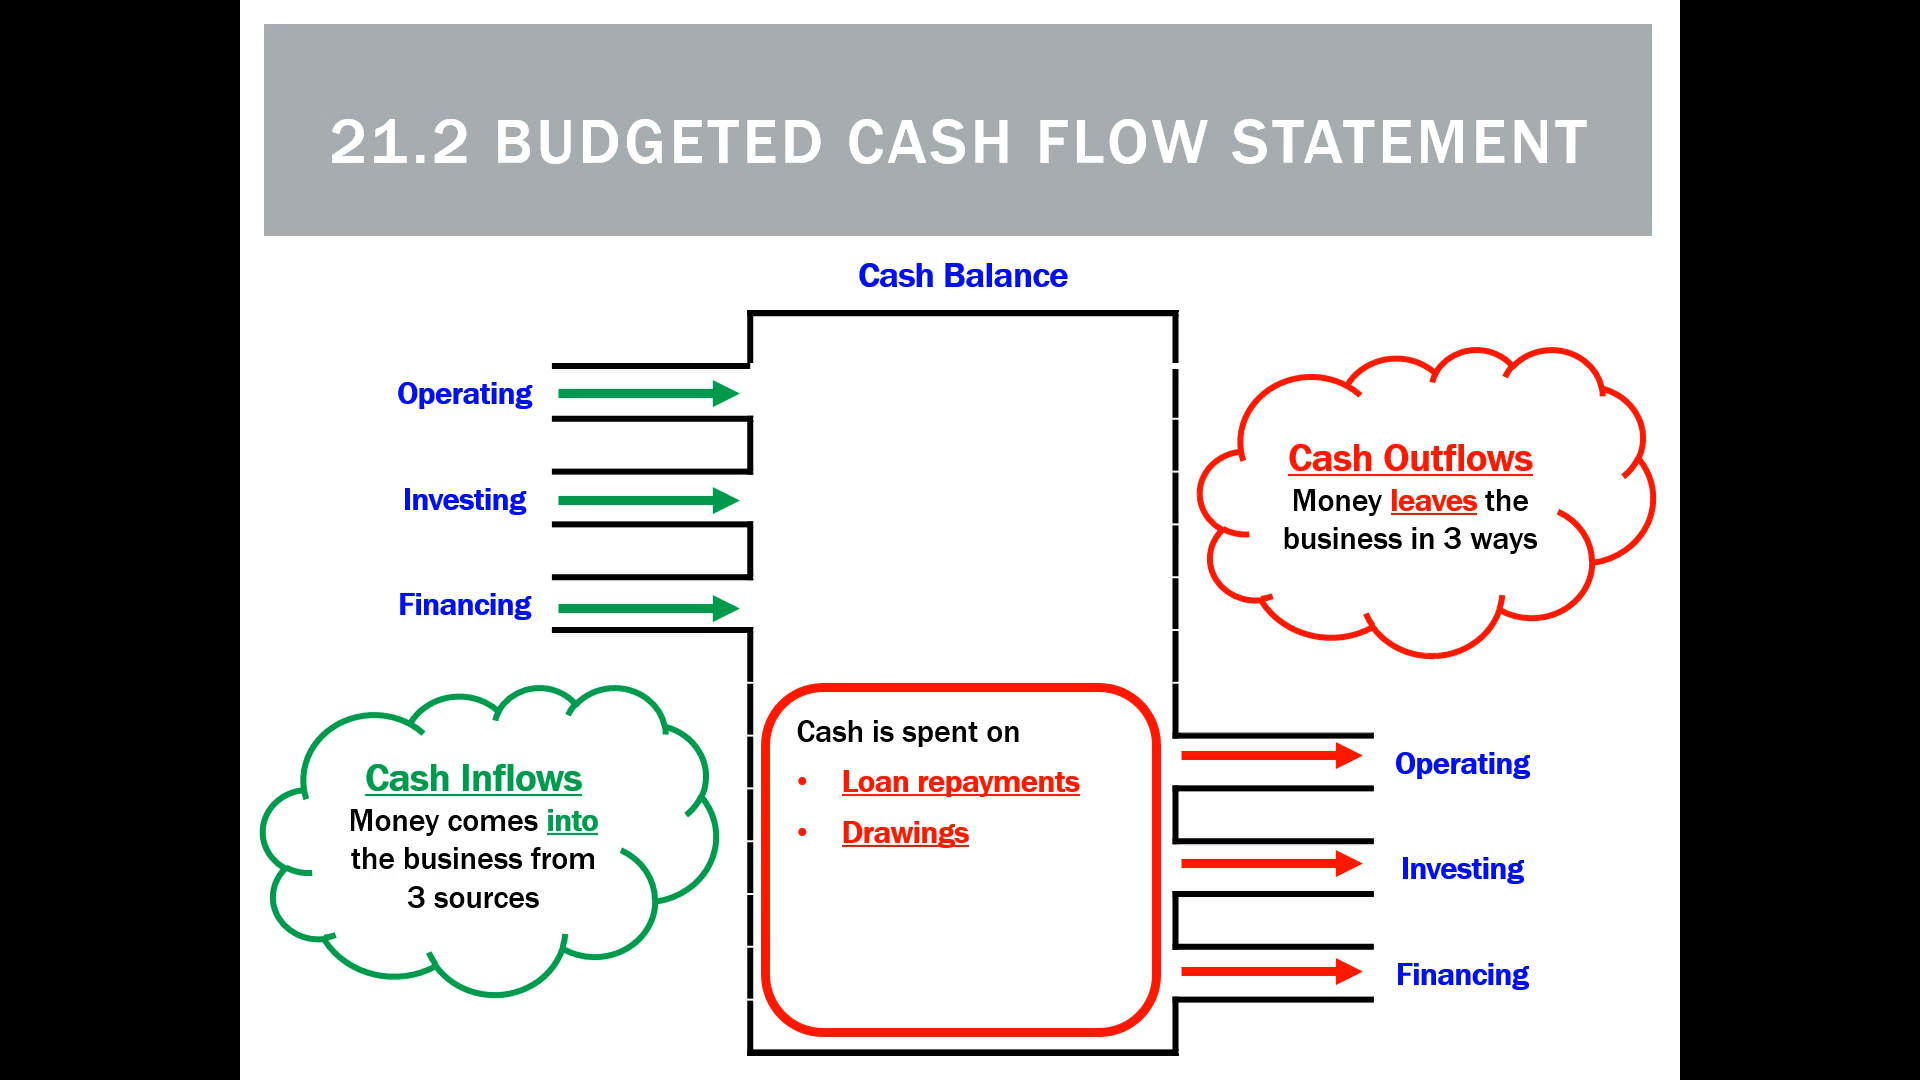 21.2 BUDGETED CASH FLOW STATEMENT
Cash Balance
Operating
Investing
Financing
Cash Outflows
Money leaves the
business in 3 ways
Cash Inflows
Money comes into
the business from
3 sources
Cash is spent on
• Loan repayments
• Drawings
Operating
Investing
Financing